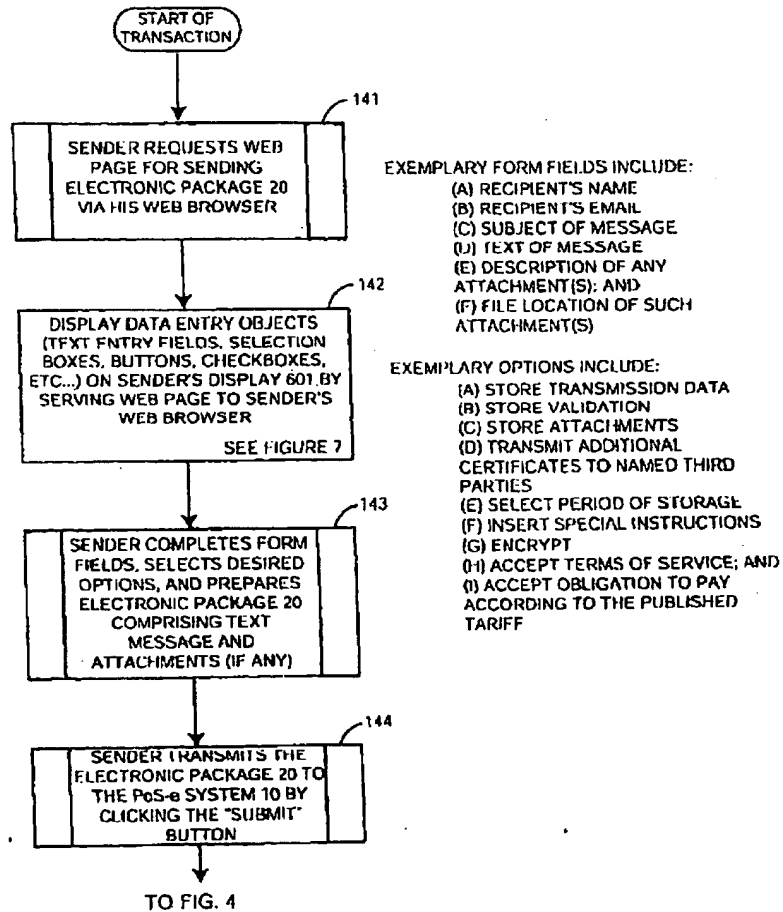 START OF
TRANSACTION
141
SENDER REQUESTS WEB
PAGE FOR SENDING
ELECTRONIC PACKAGE 20
VIA HIS WEB BROWSER
142
DISPLAY DATA ENTRY OBJECTS
(TEXT ENTRY FIELDS, SELECTION
BOXES, BUTTONS, CHECKBOXES,
ETC...) ON SENDER'S DISPLAY 601 BY
SERVING WEB PAGE TO SENDER'S
WEB BROWSER
SEE FIGURE 7
143
SENDER COMPLETES FORM
FIELDS, SELECTS DESIRED
OPTIONS, AND PREPARES
ELECTRONIC PACKAGE 20
COMPRISING TEXT
MESSAGE AND
ATTACHMENTS (IF ANY)
144
SENDER TRANSMITS THE
ELECTRONIC PACKAGE 20 TO
THE PoS-e SYSTEM 10 BY
CLICKING THE "SUBMIT"
BUTTON
TO FIG. 4
EXEMPLARY FORM FIELDS INCLUDE:
(A) RECIPIENT'S NAME
(B) RECIPIENT'S EMAIL
(C) SUBJECT OF MESSAGE
(D) TEXT OF MESSAGE
(E) DESCRIPTION OF ANY
ATTACHMENT(S); AND
(F) FILE LOCATION OF SUCH
ATTACHMENT(S)
EXEMPLARY OPTIONS INCLUDE:
(A) STORE TRANSMISSION DATA
(B) STORE VALIDATION
(C) STORE ATTACHMENTS
(D) TRANSMIT ADDITIONAL
CERTIFICATES TO NAMED THIRD
PARTIES
(E) SELECT PERIOD OF STORAGE
(F) INSERT SPECIAL INSTRUCTIONS
(G) ENCRYPT
(H) ACCEPT TERMS OF SERVICE; AND
(I) ACCEPT OBLIGATION TO PAY
ACCORDING TO THE PUBLISHED
TARIFF